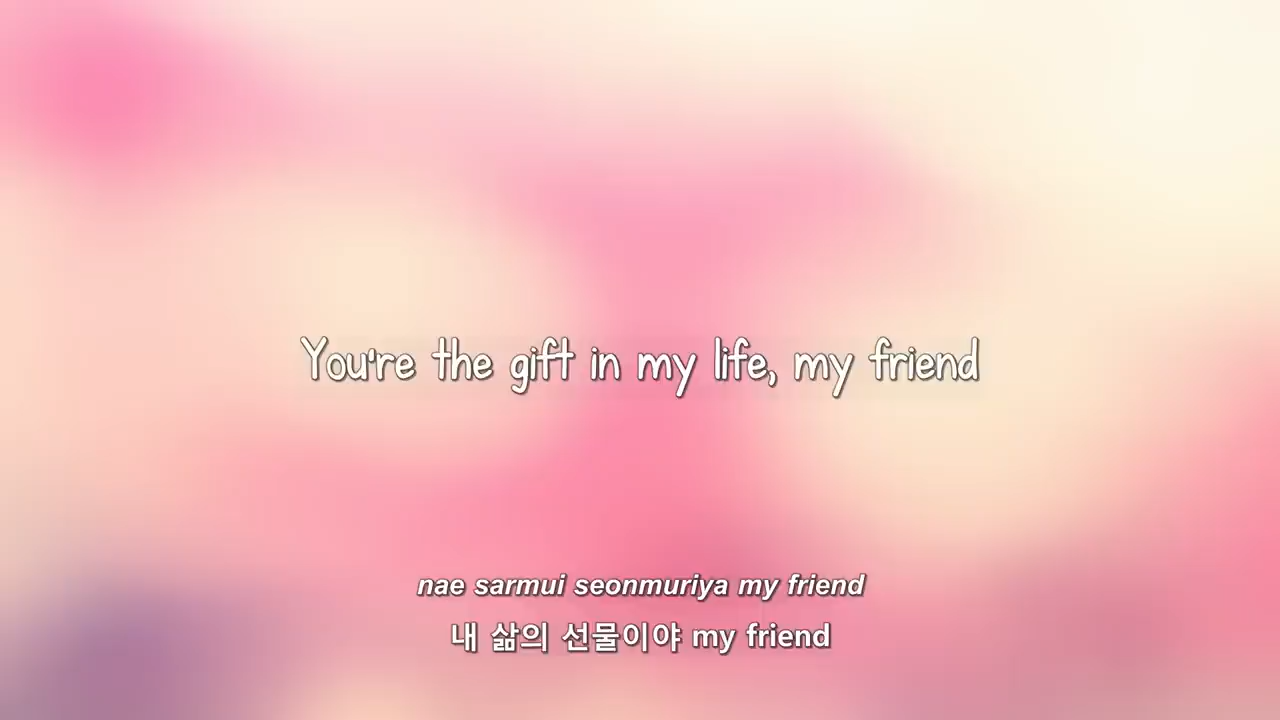 You're the gift in my life, my friend
nae sarmui seonmuriya my friend
내 삶의 선물이야 my friend